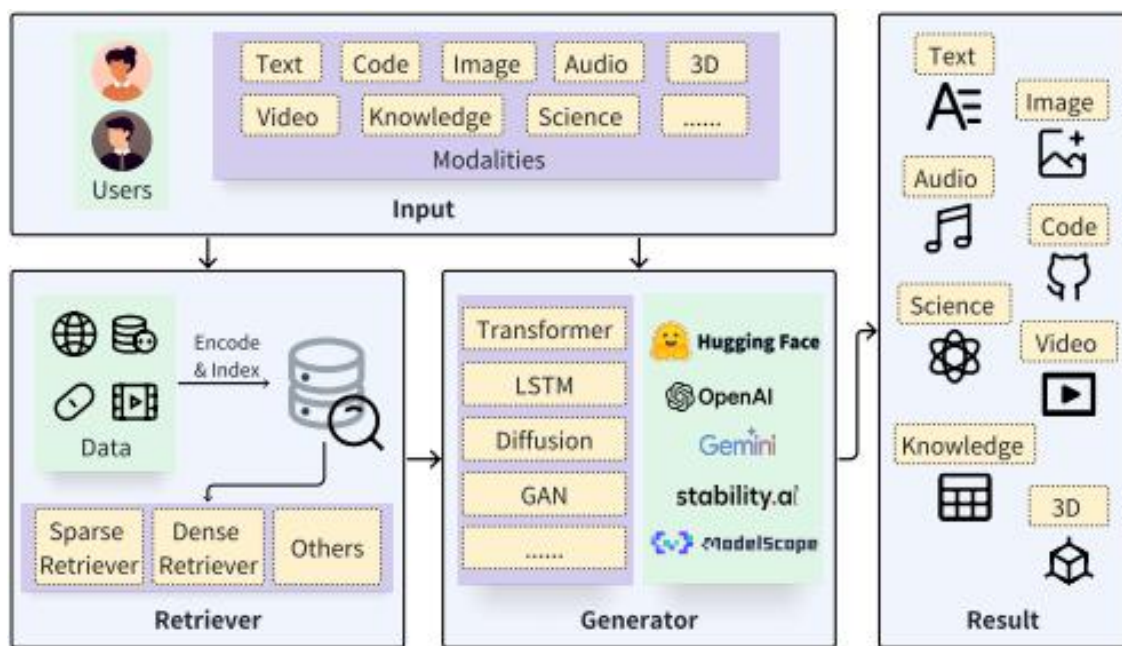 Text
Code
Image
Audio
3D
Video
Knowledge
Science
......
Modalities
Users
Input
Encode
& Index
Data
Sparse
Retriever
Dense
Retriever
Others
Retriever
Transformer
LSTM
Diffusion
GAN
......
Hugging Face
OpenAI
Gemini
stability.ai
ModelScope
Generator
Text
Image
Audio
Code
Science
Video
Knowledge
3D
Result